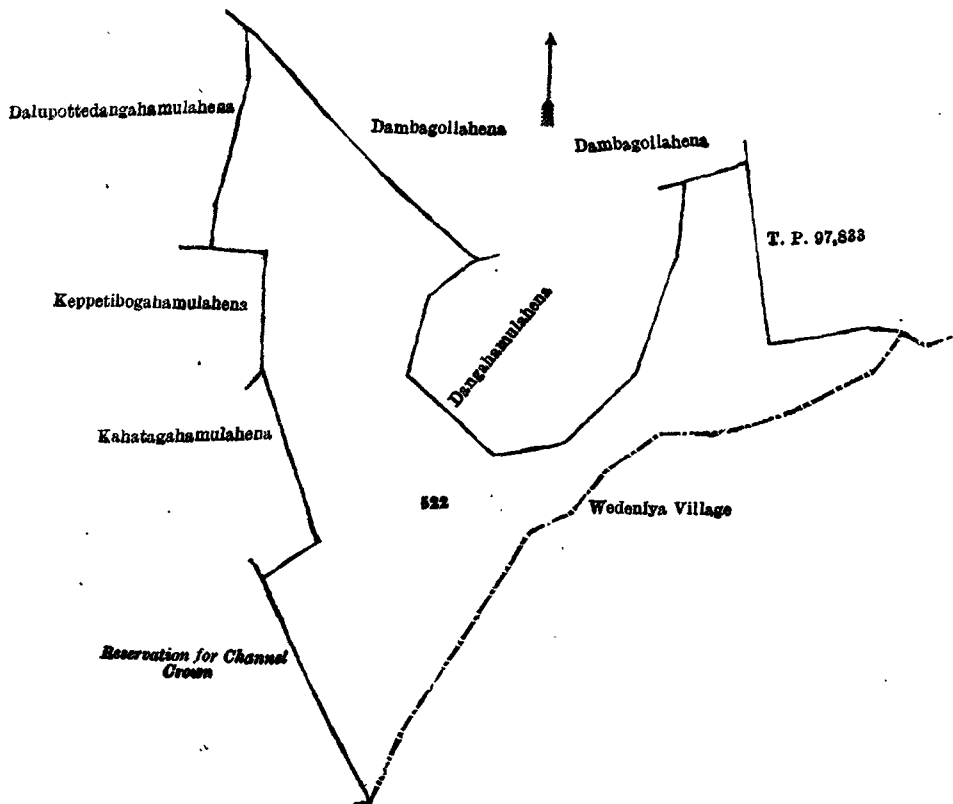 Dalupottedangahamulahena
Dambagollahena
Dambagollahena
T. P. 97,833
Keppetibogahamulahena
Dangahamulahena
Kahatagahamulahena
522
Wedeniya Village
Reservation for Channel
Crown